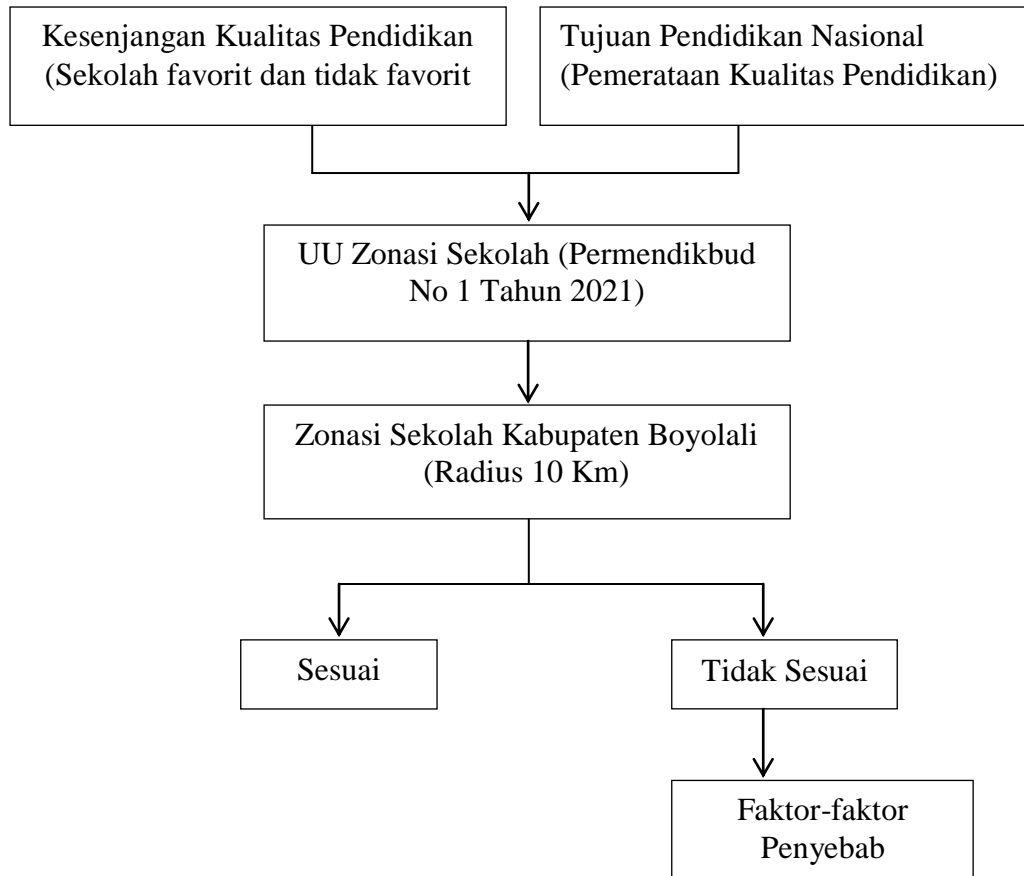 Kesenjangan Kualitas Pendidikan
(Sekolah favorit dan tidak favorit
Tujuan Pendidikan Nasional
(Pemerataan Kualitas Pendidikan)
UU Zonasi Sekolah (Permendikbud
No 1 Tahun 2021)
Zonasi Sekolah Kabupaten Boyolali
(Radius 10 Km)
Sesuai
Tidak Sesuai
Faktor-faktor
Penyebab